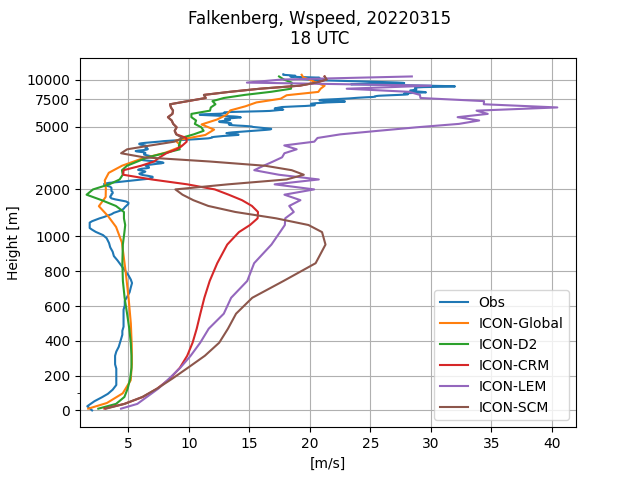 Falkenberg, Wspeed, 20220315
18 UTC
Height [m]
10000
7500
5000
2000
1000
800
600
400
200
0
5
10
15
20
25
30
35
40
[m/s]
Obs
ICON-Global
ICON-D2
ICON-CRM
ICON-LEM
ICON-SCM